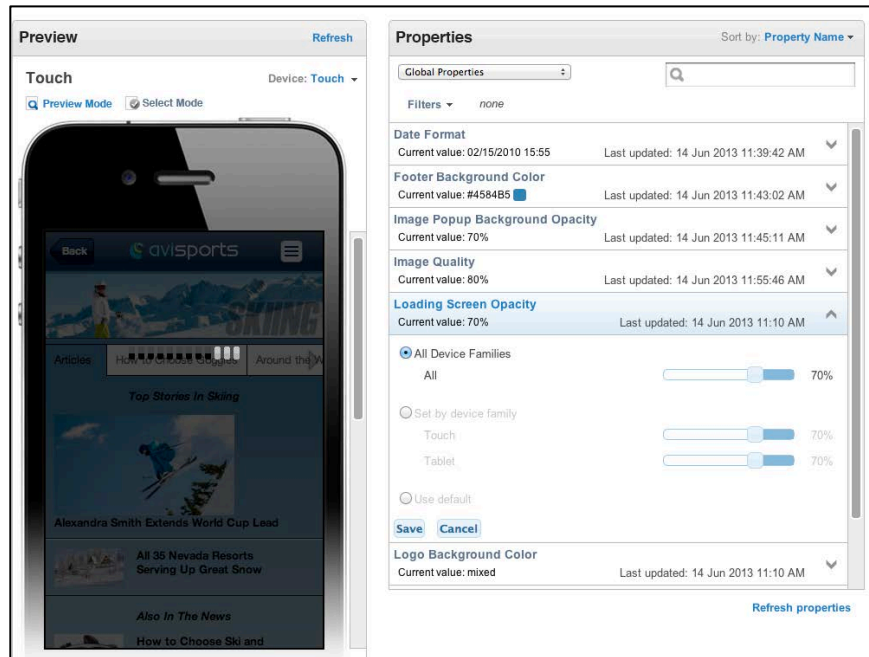 Preview
Refresh
Touch
Device: Touch
Preview Mode
Select Mode
Back
avisports
SKIING
Articles
How to Choose Goggles
Around the W
Top Stories In Skiing
Alexandra Smith Extends World Cup Lead
All 35 Nevada Resorts
Serving Up Great Snow
Also In The News
How to Choose Ski and
Properties
Sort by: Property Name
Global Properties
Filters
none
Date Format
Current value: 02/15/2010 15:55
Last updated: 14 Jun 2013 11:39:42 AM
Footer Background Color
Current value: #4584B5
Last updated: 14 Jun 2013 11:43:02 AM
Image Popup Background Opacity
Current value: 70%
Last updated: 14 Jun 2013 11:45:11 AM
Image Quality
Current value: 80%
Last updated: 14 Jun 2013 11:55:46 AM
Loading Screen Opacity
Current value: 70%
Last updated: 14 Jun 2013 11:10 AM
All Device Families
All
70%
Set by device family
Touch
70%
Tablet
70%
Use default
Save
Cancel
Logo Background Color
Current value: mixed
Last updated: 14 Jun 2013 11:10 AM
Refresh properties